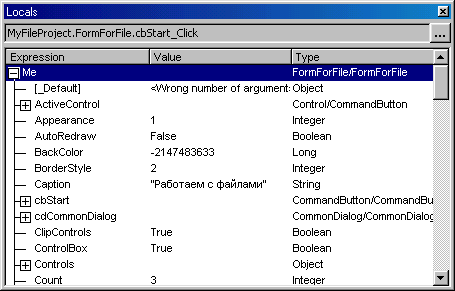 Locals
MyFileProject.FormForFile.cbStart_Click ...
Expression Value Type
Me FormForFile/FormForFile
[_Default] <Wrong number of arguments Object
ActiveControl Control/CommandButton
Appearance 1 Integer
AutoRedraw False Boolean
BackColor -2147483633 Long
BorderStyle 2 Integer
Caption "Работаем с файлами" String
cbStart CommandButton/CommandBu
cdCommonDialog CommonDialog/CommonDialo
ClipControls True Boolean
ControlBox True Boolean
Controls Object
Count 3 Integer